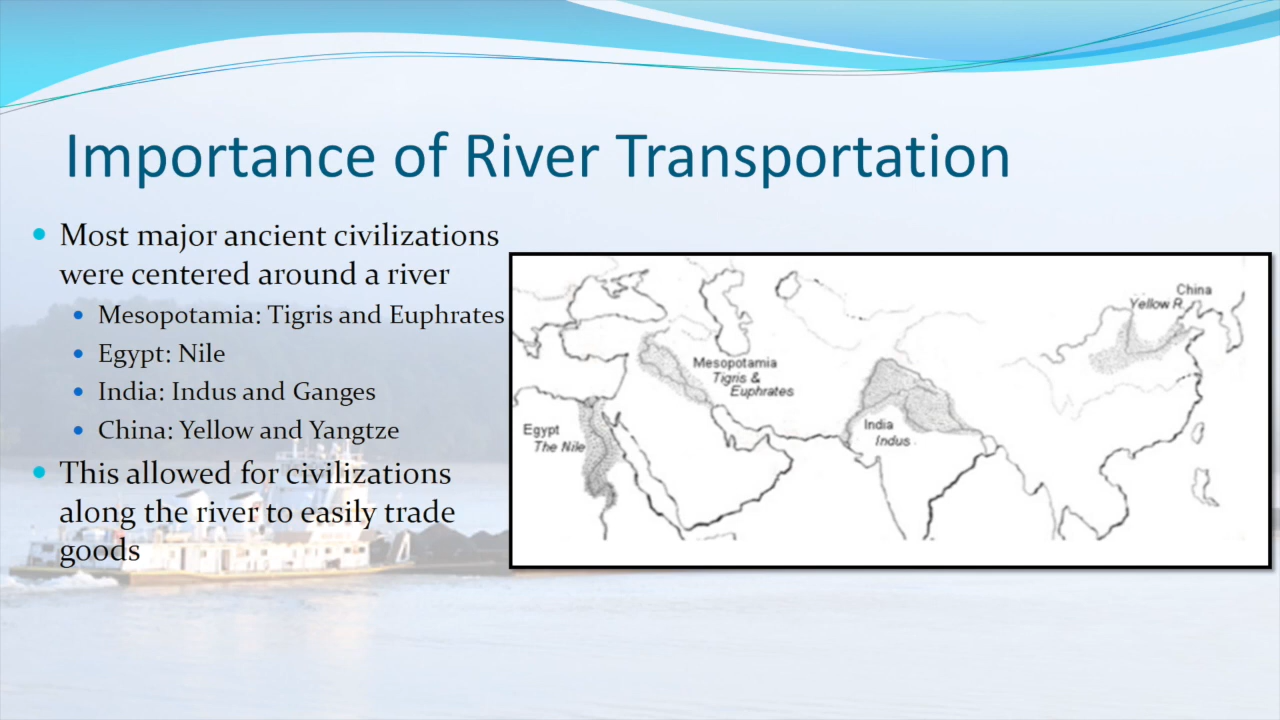 Importance of River Transportation
Most major ancient civilizations
were centered around a river
Mesopotamia: Tigris and Euphrates
Egypt: Nile
India: Indus and Ganges
China: Yellow and Yangtze
This allowed for civilizations
along the river to easily trade
goods
China
Yellow R.
Mesopotamia
Tigris &
Euphrates
Egypt
The Nile
India
Indus